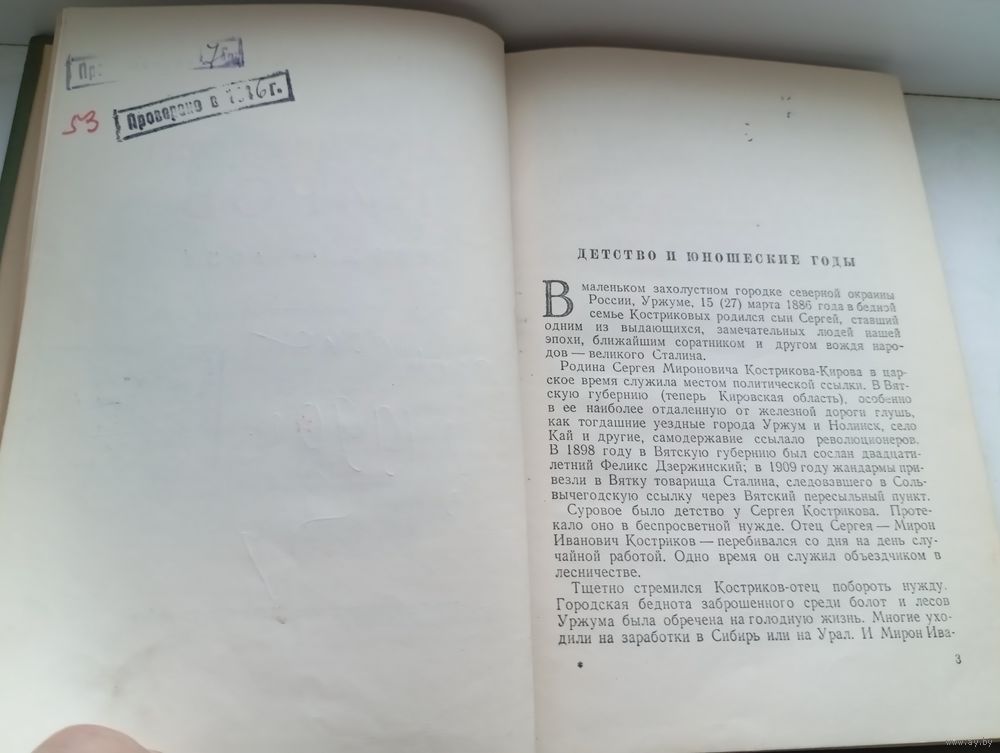 53
Проверено в г.
ДЕТСТВО И ЮНОШЕСКИЕ ГОДЫ
В маленьком захолустном городке северной окраины
России, Уржуме, 15 (27) марта 1886 года в бедной
семье Костриковых родился сын Сергей, ставший
одним из выдающихся, замечательных людей нашей
эпохи, ближайшим соратником и другом вождя наро-
дов — великого Сталина.
Родина Сергея Мироновича Кострикова-Кирова в цар-
ское время служила местом политической ссылки. В Вят-
скую губернию (теперь Кировская область), особенно
в ее наиболее отдаленную от железной дороги глушь,
как тогдашние уездные города Уржум и Нолинск, село
Кай и другие, самодержавие ссылало революционеров.
В 1898 году в Вятскую губернию был сослан двадцати-
летний Феликс Дзержинский; в 1909 году жандармы при-
везли в Вятку товарища Сталина, следовавшего в Соль-
вычегодскую ссылку через Вятский пересыльный пункт.
Суровое было детство у Сергея Кострикова. Проте-
кало оно в беспросветной нужде. Отец Сергея — Мирон
Иванович Костриков — перебивался со дня на день слу-
чайной работой. Одно время он служил объездчиком в
лесничестве.
Тщетно стремился Костриков-отец побороть нужду.
Городская беднота заброшенного среди болот и лесов
Уржума была обречена на голодную жизнь. Многие ухо-
дили на заработки в Сибирь или на Урал. И Мирон Ива-
* 3
www.ay.by